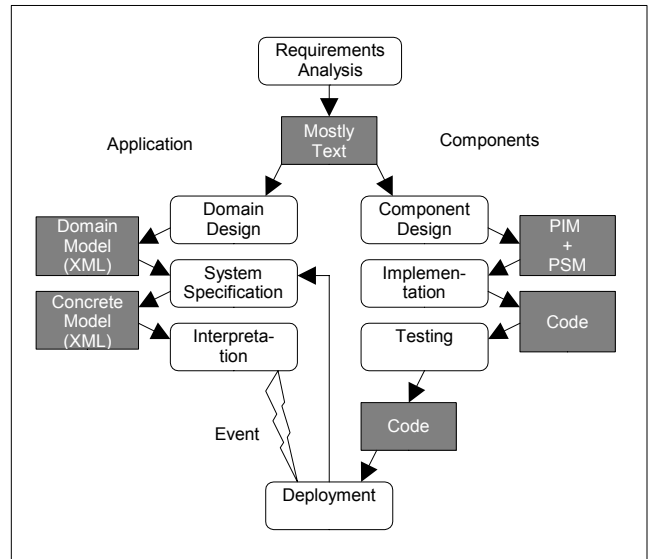 Requirements
Analysis
Mostly
Text
Application
Components
Domain
Design
Component
Design
Domain
Model
(XML)
PIM
+
PSM
System
Specification
Implemen-
tation
Concrete
Model
(XML)
Code
Interpreta-
tion
Testing
Code
Event
Deployment